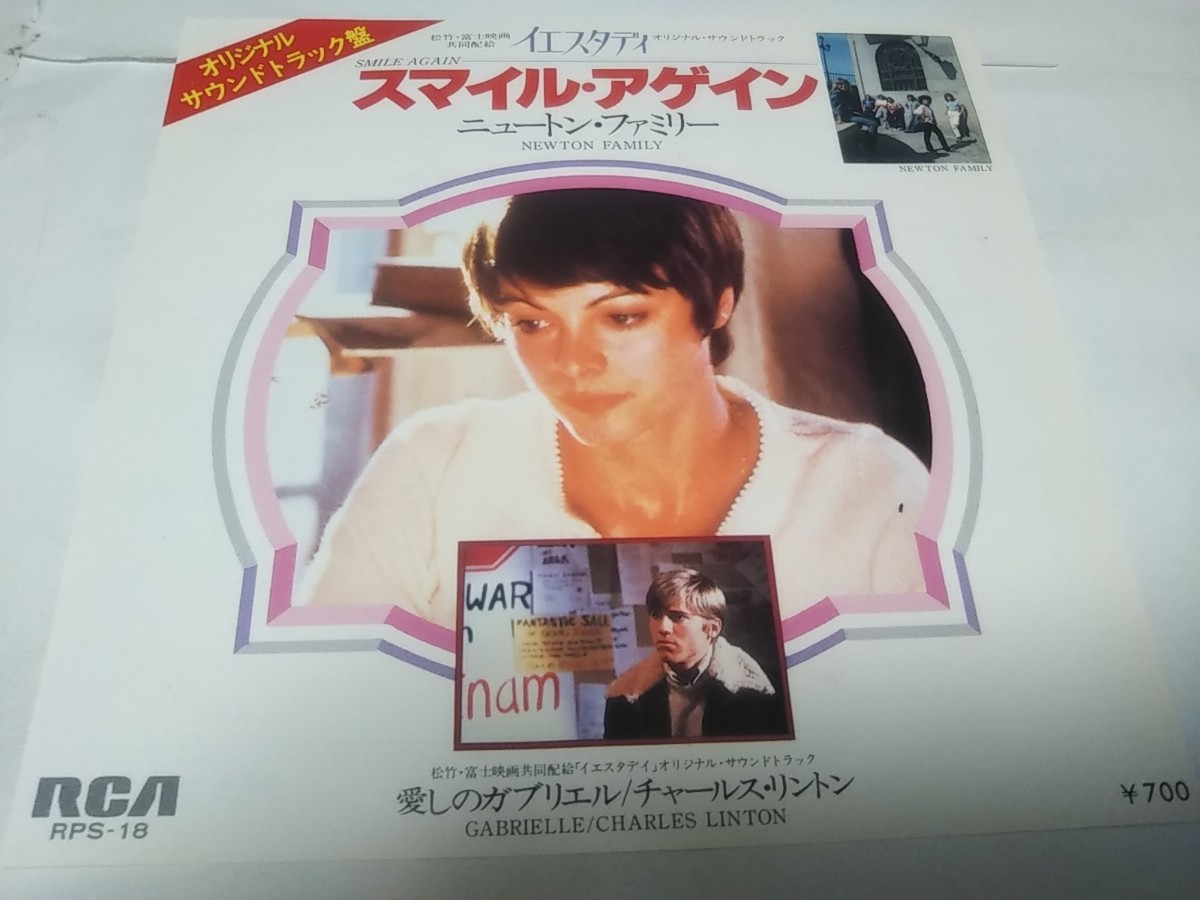 オリジナル
サウンドトラック盤
松竹・富士映画
共同配給
イエスタデイ オリジナル・サウンドトラック
SMILE AGAIN
スマイル・アゲイン
ニュートン・ファミリー
NEWTON FAMILY
NEWTON FAMILY
WAR
FANTASTIC SALE
nam
松竹・富士映画共同配給「イエスタデイ」オリジナル・サウンドトラック
愛しのガブリエル/チャールス・リントン
GABRIELLE/CHARLES LINTON
RCA
RPS-18
¥700